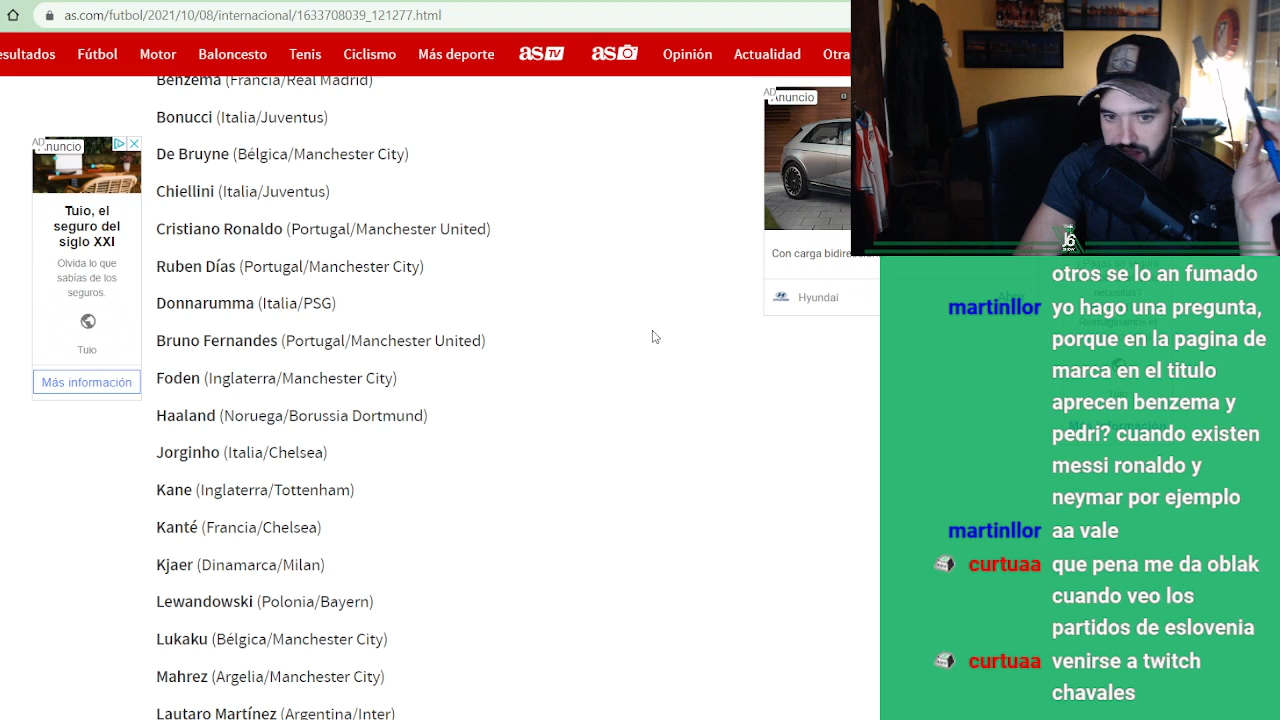 as.com/futbol/2021/10/08/internacional/1633708039_121277.html
esultados Fútbol Motor Baloncesto Tenis Ciclismo Más deporte as TV as Opinión Actualidad Otra
Benzema (Francia/Real Madrid)
Bonucci (Italia/Juventus)
De Bruyne (Bélgica/Manchester City)
Chiellini (Italia/Juventus)
Cristiano Ronaldo (Portugal/Manchester United)
Ruben Días (Portugal/Manchester City)
Donnarumma (Italia/PSG)
Bruno Fernandes (Portugal/Manchester United)
Foden (Inglaterra/Manchester City)
Haaland (Noruega/Borussia Dortmund)
Jorginho (Italia/Chelsea)
Kane (Inglaterra/Tottenham)
Kanté (Francia/Chelsea)
Kjaer (Dinamarca/Milan)
Lewandowski (Polonia/Bayern)
Lukaku (Bélgica/Manchester City)
Mahrez (Argelia/Manchester City)
Lautaro Martínez (Argentina/Inter)
AD
Anuncio
Tuio, el
seguro del
siglo XXI
Olvida lo que
sabías de los
seguros.
Tuio
Más información
AD
Anuncio
Con carga bidirec
Hyundai
J6
otros se lo an fumado
martinllor yo hago una pregunta,
porque en la pagina de
marca en el titulo
aprecen benzema y
pedri? cuando existen
messi ronaldo y
neymar por ejemplo
martinllor aa vale
curtuaa que pena me da oblak
cuando veo los
partidos de eslovenia
curtuaa venirse a twitch
chavales